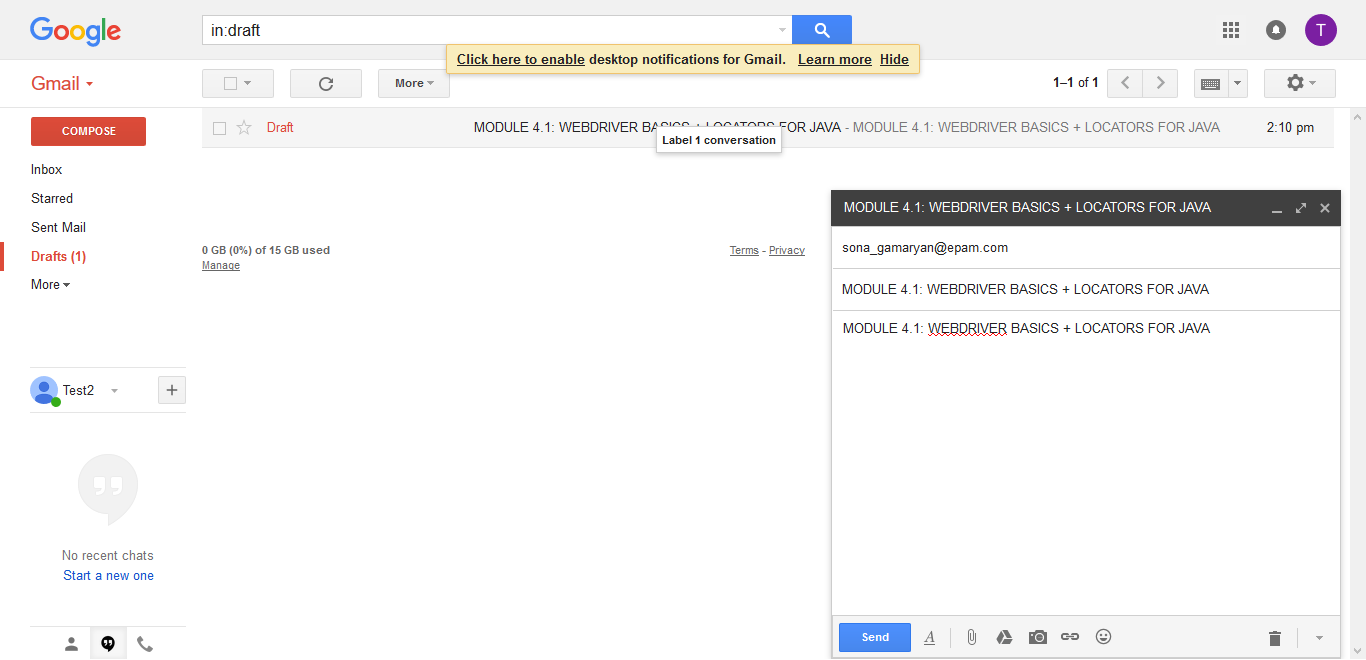 Google
in:draft
T
Click here to enable desktop notifications for Gmail. Learn more Hide
Gmail
More
1–1 of 1
COMPOSE
Draft
MODULE 4.1: WEBDRIVER BASICS + LOCATORS FOR JAVA - MODULE 4.1: WEBDRIVER BASICS + LOCATORS FOR JAVA
2:10 pm
Label 1 conversation
Inbox
Starred
Sent Mail
Drafts (1)
More
0 GB (0%) of 15 GB used
Manage
Terms - Privacy
MODULE 4.1: WEBDRIVER BASICS + LOCATORS FOR JAVA
sona_gamaryan@epam.com
MODULE 4.1: WEBDRIVER BASICS + LOCATORS FOR JAVA
MODULE 4.1: WEBDRIVER BASICS + LOCATORS FOR JAVA
Test2
No recent chats
Start a new one
Send
A